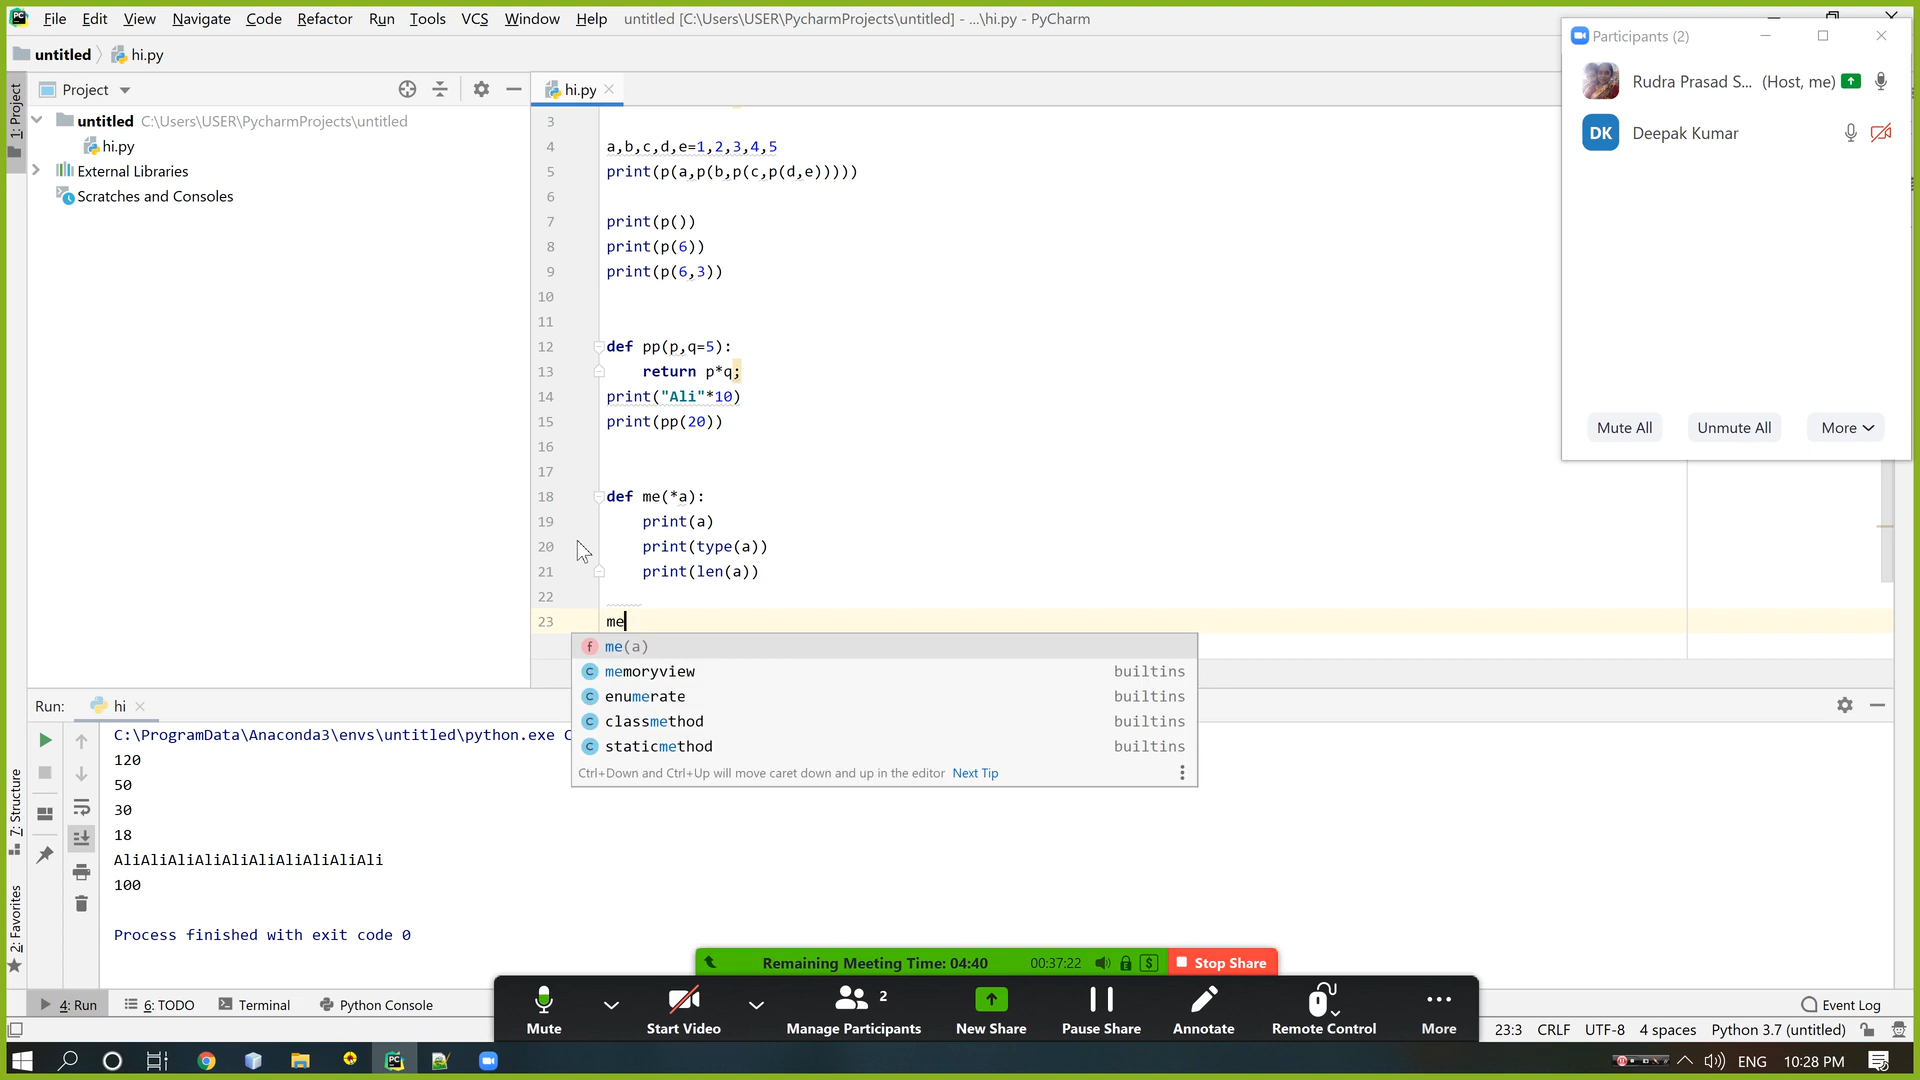 File Edit View Navigate Code Refactor Run Tools VCS Window Help untitled [C:\Users\USER\PycharmProjects\untitled] - ...\hi.py - PyCharm
untitled hi.py
Participants (2)
Rudra Prasad S... (Host, me)
DK Deepak Kumar
Mute All Unmute All More
1: Project
Project
untitled C:\Users\USER\PycharmProjects\untitled
hi.py
External Libraries
Scratches and Consoles
hi.py
3
4 a,b,c,d,e=1,2,3,4,5
5 print(p(a,p(b,p(c,p(d,e)))))
6
7 print(p())
8 print(p(6))
9 print(p(6,3))
10
11
12 def pp(p,q=5):
13 return p*q;
14 print("Ali"*10)
15 print(pp(20))
16
17
18 def me(*a):
19 print(a)
20 print(type(a))
21 print(len(a))
22
23 me
me(a)
memoryview builtins
enumerate builtins
classmethod builtins
staticmethod builtins
Ctrl+Down and Ctrl+Up will move caret down and up in the editor Next Tip
Run: hi
C:\ProgramData\Anaconda3\envs\untitled\python.exe C
120
50
30
18
AliAliAliAliAliAliAliAliAliAli
100
Process finished with exit code 0
7: Structure
2: Favorites
Remaining Meeting Time: 04:40 00:37:22 Stop Share
4: Run 6: TODO Terminal Python Console
Mute Start Video Manage Participants 2 New Share Pause Share Annotate Remote Control More
Event Log
23:3 CRLF UTF-8 4 spaces Python 3.7 (untitled)
ENG 10:28 PM